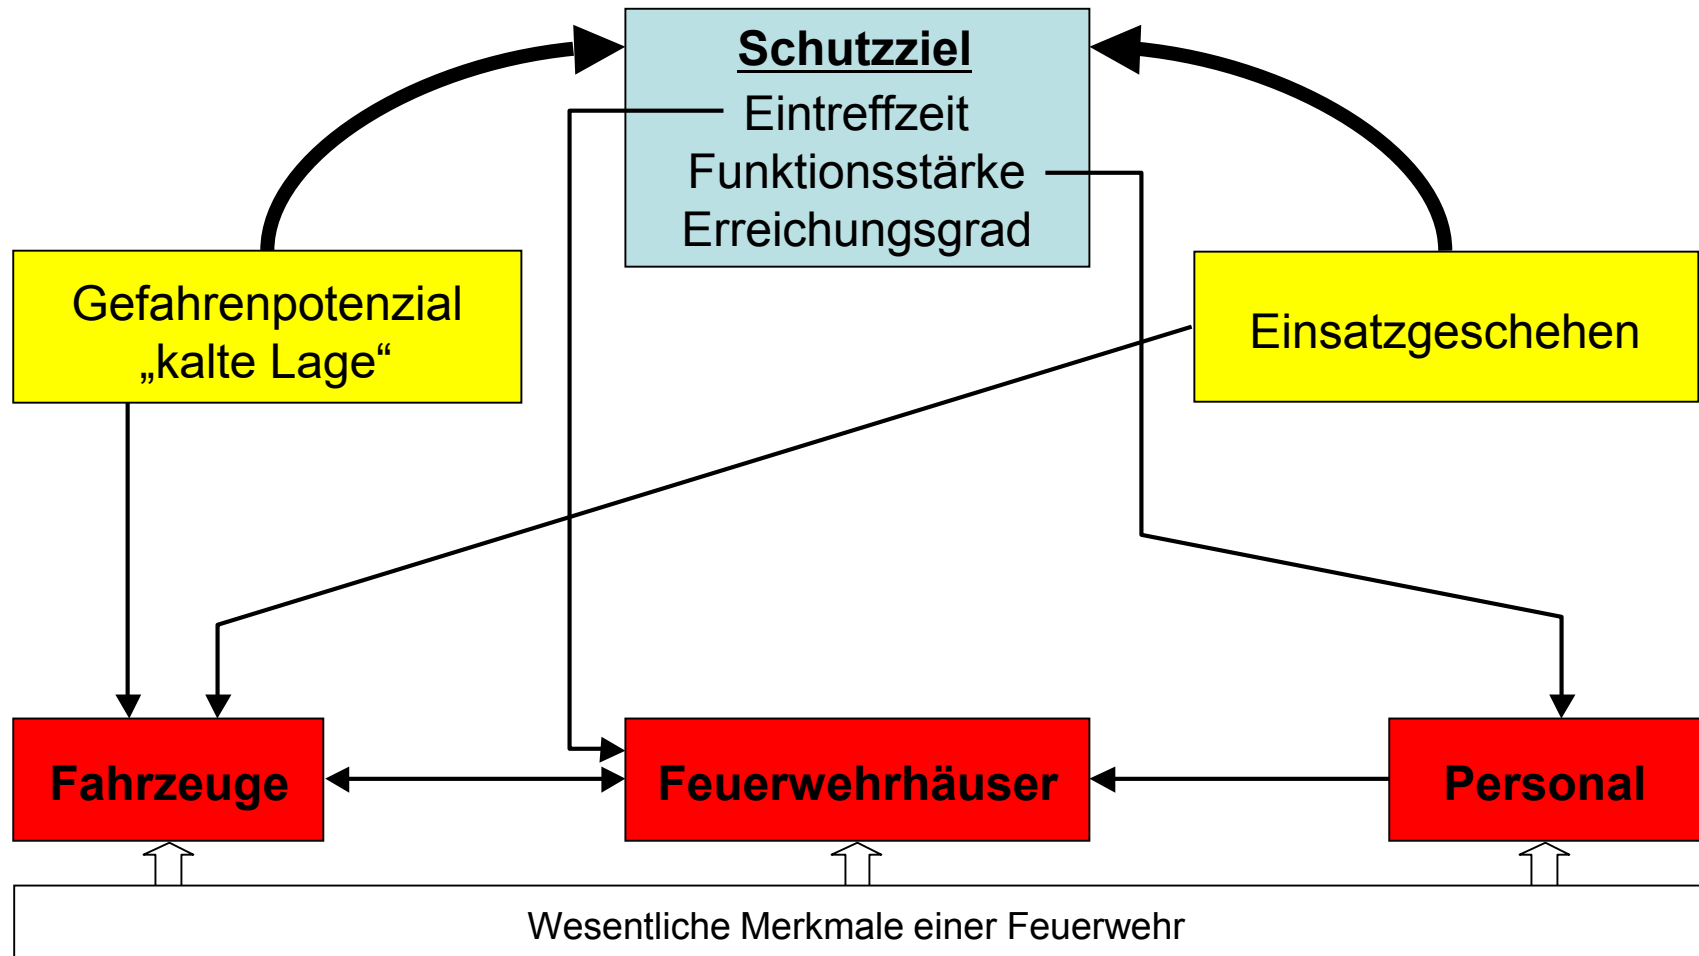 Schutzziel
Eintreffzeit
Funktionsstärke
Erreichungsgrad
Gefahrenpotenzial
„kalte Lage“
Einsatzgeschehen
Fahrzeuge
Feuerwehrhäuser
Personal
Wesentliche Merkmale einer Feuerwehr